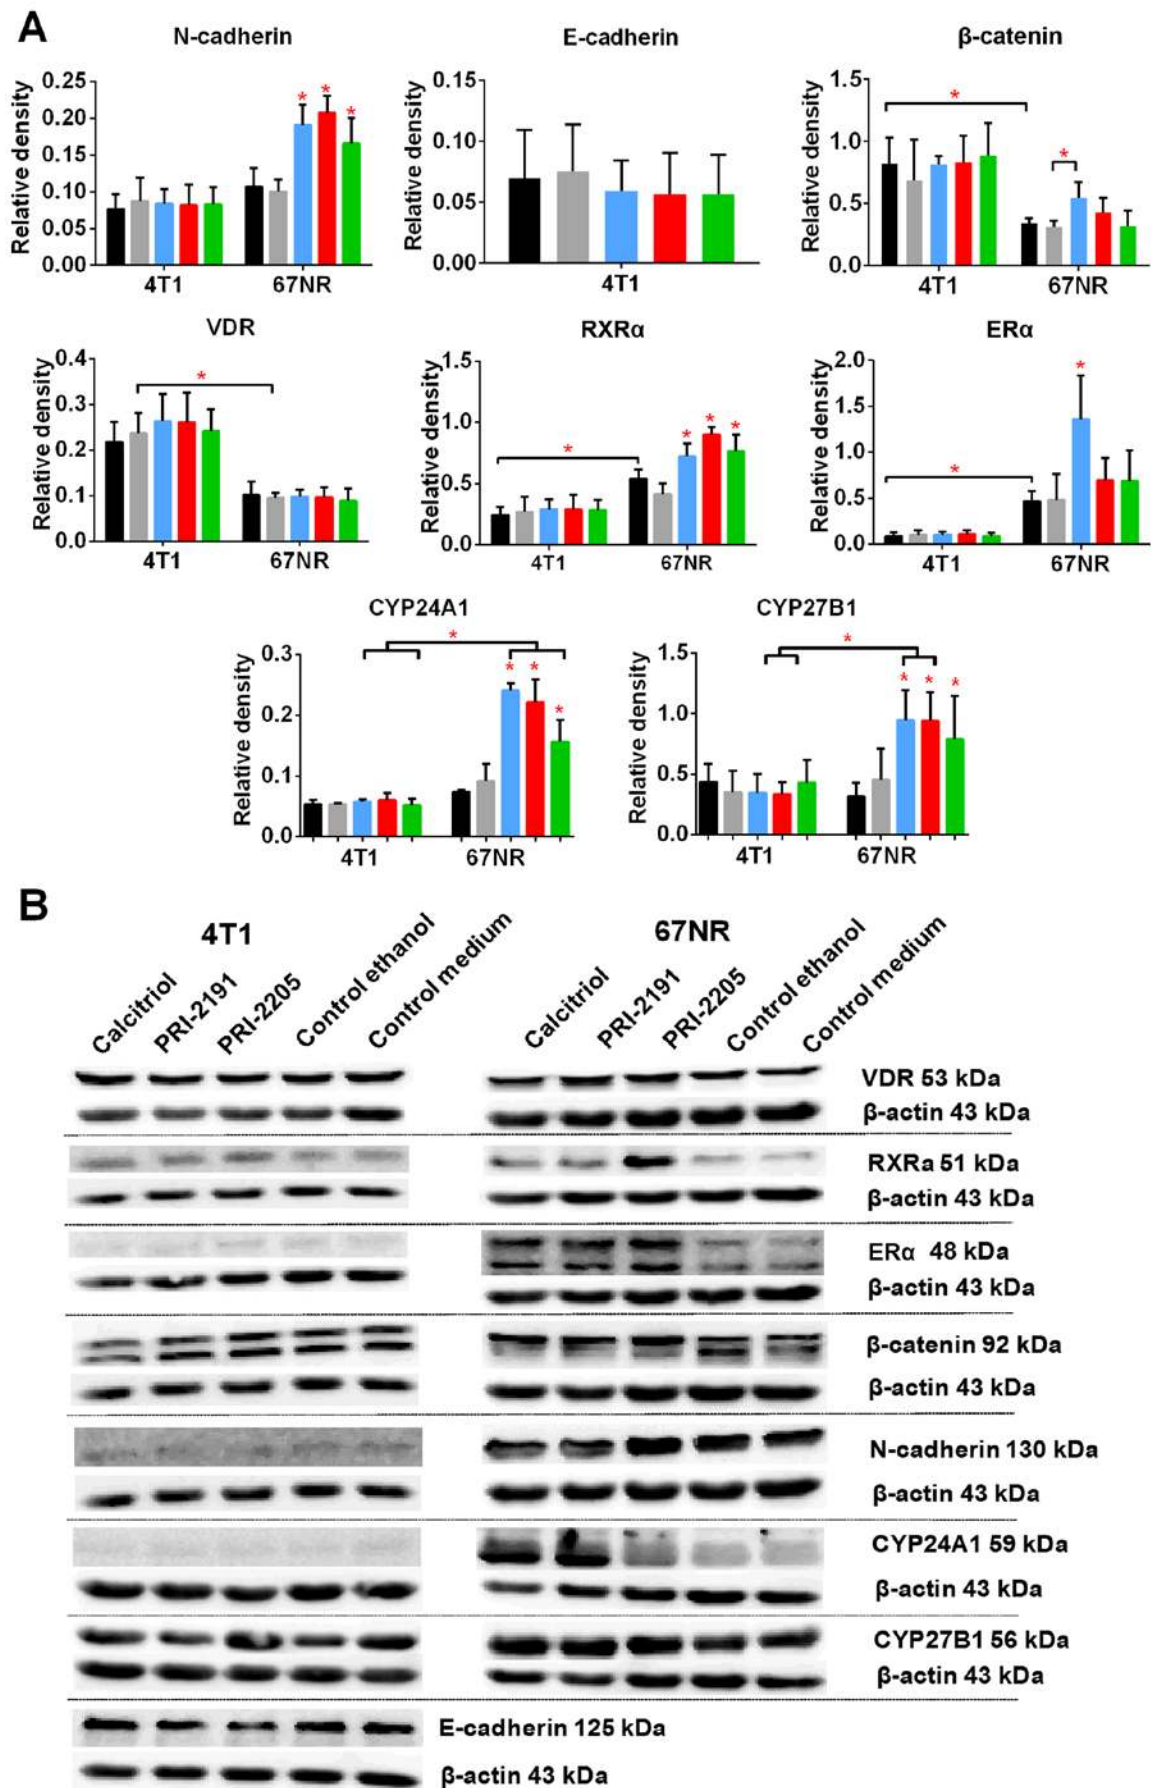 A
N-cadherin
Relative density
0.25
0.20
0.15
0.10
0.05
0.00
* * *
4T1 67NR
E-cadherin
Relative density
0.15
0.10
0.05
0.00
4T1
β-catenin
Relative density
1.5
1.0
0.5
0.0
*
*
4T1 67NR
VDR
Relative density
0.4
0.3
0.2
0.1
0.0
*
4T1 67NR
RXRα
Relative density
1.5
1.0
0.5
0.0
*
* * *
4T1 67NR
ERα
Relative density
2.0
1.5
1.0
0.5
0.0
*
*
4T1 67NR
CYP24A1
Relative density
0.3
0.2
0.1
0.0
*
* * *
4T1 67NR
CYP27B1
Relative density
1.5
1.0
0.5
0.0
*
* * *
4T1 67NR
B
4T1
Calcitriol
PRI-2191
PRI-2205
Control ethanol
Control medium
67NR
Calcitriol
PRI-2191
PRI-2205
Control ethanol
Control medium
VDR 53 kDa
β-actin 43 kDa
RXRa 51 kDa
β-actin 43 kDa
ERα 48 kDa
β-actin 43 kDa
β-catenin 92 kDa
β-actin 43 kDa
N-cadherin 130 kDa
β-actin 43 kDa
CYP24A1 59 kDa
β-actin 43 kDa
CYP27B1 56 kDa
β-actin 43 kDa
E-cadherin 125 kDa
β-actin 43 kDa